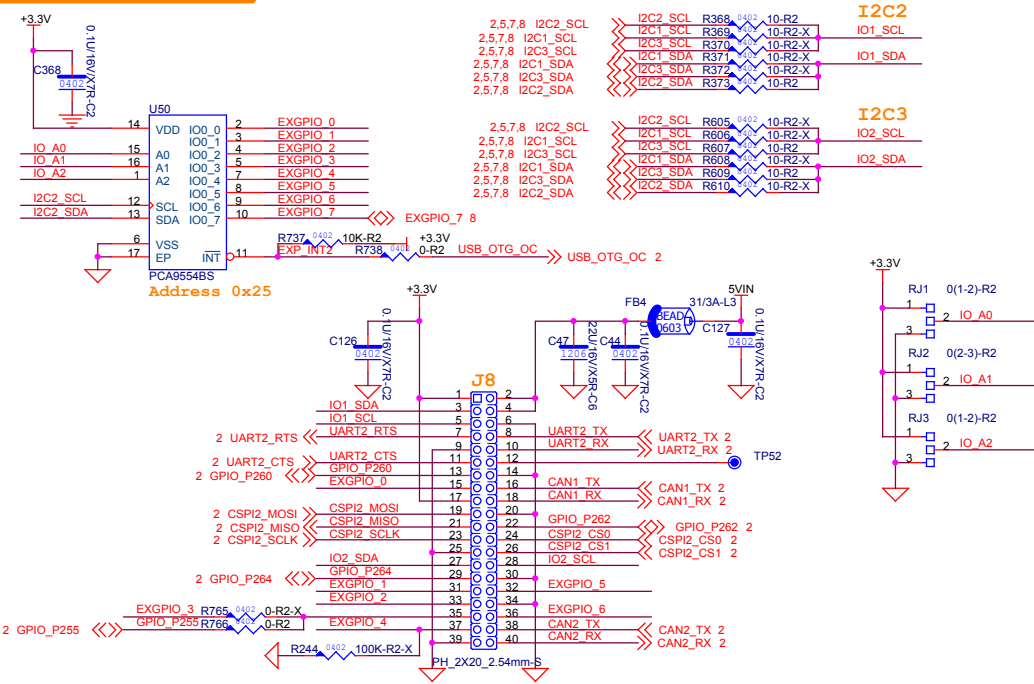 +3.3V
C368
0402
0.1U/16V/X7R-C2
U50
14 VDD IO0_0 2 EXGPIO_0
IO0_1 3 EXGPIO_1
IO_A0 15 A0 IO0_2 4 EXGPIO_2
IO_A1 16 A1 IO0_3 5 EXGPIO_3
IO_A2 1 A2 IO0_4 7 EXGPIO_4
IO0_5 8 EXGPIO_5
I2C2_SCL 12 SCL IO0_6 9 EXGPIO_6
I2C2_SDA 13 SDA IO0_7 10 EXGPIO_7 EXGPIO_7 8
6 VSS
17 EP INT 11 EXP_INT2
PCA9554BS
Address 0x25
R737 0402 10K-R2 +3.3V
R738 0402 0-R2 USB_OTG_OC USB_OTG_OC 2
I2C2
2,5,7,8 I2C2_SCL I2C2_SCL R368 0402 10-R2
2,5,7,8 I2C1_SCL I2C1_SCL R369 0402 10-R2-X IO1_SCL
2,5,7,8 I2C3_SCL I2C3_SCL R370 0402 10-R2-X
2,5,7,8 I2C1_SDA I2C1_SDA R371 0402 10-R2-X IO1_SDA
2,5,7,8 I2C3_SDA I2C3_SDA R372 0402 10-R2-X
2,5,7,8 I2C2_SDA I2C2_SDA R373 0402 10-R2
I2C3
2,5,7,8 I2C2_SCL I2C2_SCL R605 0402 10-R2-X
2,5,7,8 I2C1_SCL I2C1_SCL R606 0402 10-R2-X IO2_SCL
2,5,7,8 I2C3_SCL I2C3_SCL R607 0402 10-R2
2,5,7,8 I2C1_SDA I2C1_SDA R608 0402 10-R2-X IO2_SDA
2,5,7,8 I2C3_SDA I2C3_SDA R609 0402 10-R2
2,5,7,8 I2C2_SDA I2C2_SDA R610 0402 10-R2-X
+3.3V
C126
0402
0.1U/16V/X7R-C2
C47
1206
22U/16V/X5R-C6
C44
0402
0.1U/16V/X7R-C2
FB4 31/3A-L3
BEAD
0603
5VIN
C127
0402
0.1U/16V/X7R-C2
+3.3V
RJ1 0(1-2)-R2
1
2 IO_A0
3
RJ2 0(2-3)-R2
1
2 IO_A1
3
RJ3 0(1-2)-R2
1
2 IO_A2
3
J8
1 2
IO1_SDA 3 4
IO1_SCL 5 6
2 UART2_RTS UART2_RTS 7 8 UART2_TX UART2_TX 2
9 10 UART2_RX UART2_RX 2
2 UART2_CTS UART2_CTS 11 12 TP52
2 GPIO_P260 GPIO_P260 13 14
EXGPIO_0 15 16 CAN1_TX CAN1_TX 2
17 18 CAN1_RX CAN1_RX 2
2 CSPI2_MOSI CSPI2_MOSI 19 20
2 CSPI2_MISO CSPI2_MISO 21 22 GPIO_P262 GPIO_P262 2
2 CSPI2_SCLK CSPI2_SCLK 23 24 CSPI2_CS0 CSPI2_CS0 2
25 26 CSPI2_CS1 CSPI2_CS1 2
IO2_SDA 27 28 IO2_SCL
2 GPIO_P264 GPIO_P264 29 30
EXGPIO_1 31 32 EXGPIO_5
EXGPIO_2 33 34
EXGPIO_3 R765 0402 0-R2-X 35 36 EXGPIO_6
2 GPIO_P255 GPIO_P255 R766 0402 0-R2 EXGPIO_4 37 38 CAN2_TX CAN2_TX 2
39 40 CAN2_RX CAN2_RX 2
R244 0402 100K-R2-X
PH_2X20_2.54mm-S